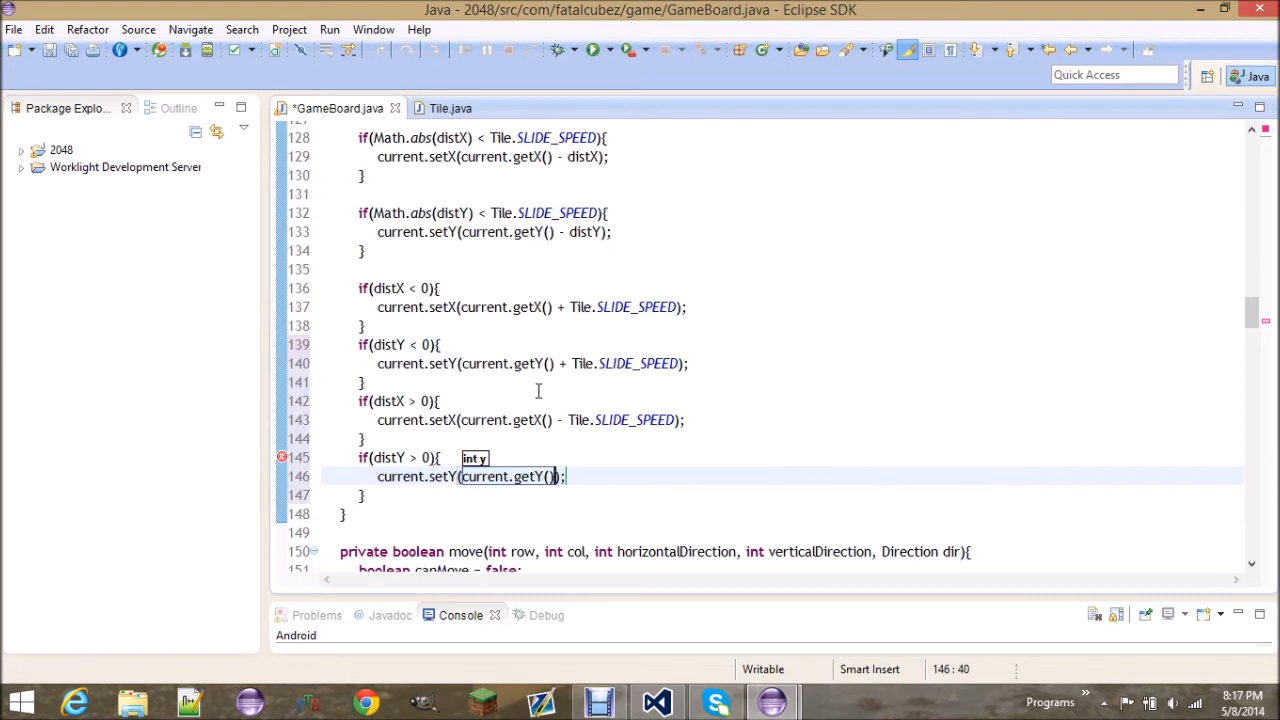 Java - 2048/src/com/fatalcubez/game/GameBoard.java - Eclipse SDK
File Edit Refactor Source Navigate Search Project Run Window Help
Quick Access
Java
Package Explo...
Outline
*GameBoard.java
Tile.java
2048
Worklight Development Server
128 if(Math.abs(distX) < Tile.SLIDE_SPEED){
129 current.setX(current.getX() - distX);
130 }
131
132 if(Math.abs(distY) < Tile.SLIDE_SPEED){
133 current.setY(current.getY() - distY);
134 }
135
136 if(distX < 0){
137 current.setX(current.getX() + Tile.SLIDE_SPEED);
138 }
139 if(distY < 0){
140 current.setY(current.getY() + Tile.SLIDE_SPEED);
141 }
142 if(distX > 0){
143 current.setX(current.getX() - Tile.SLIDE_SPEED);
144 }
145 if(distY > 0){ int y
146 current.setY(current.getY());
147 }
148 }
149
150 private boolean move(int row, int col, int horizontalDirection, int verticalDirection, Direction dir){
151 boolean canMove = false;
Problems Javadoc Console Debug
Android
Writable Smart Insert 146 : 40
Programs
8:17 PM
5/8/2014